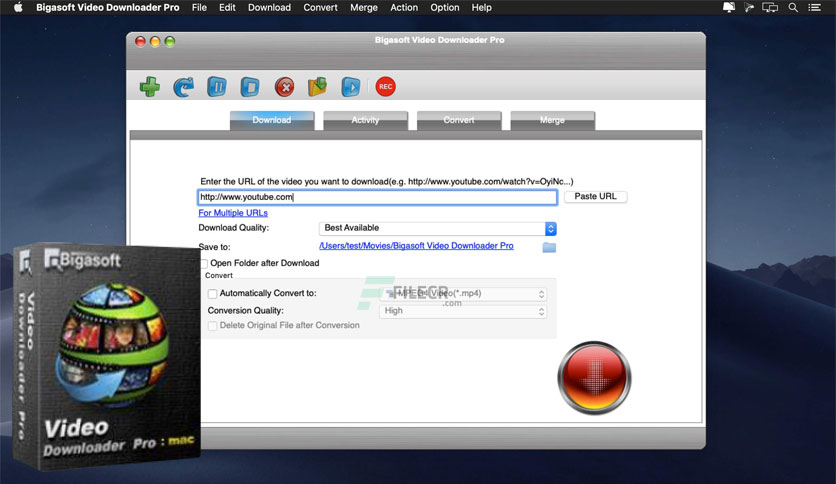 Bigasoft Video Downloader Pro File Edit Download Convert Merge Action Option Help
Bigasoft Video Downloader Pro
REC
Download Activity Convert Merge
Enter the URL of the video you want to download(e.g. http://www.youtube.com/watch?v=OyiNc...)
http://www.youtube.com Paste URL
For Multiple URLs
Download Quality: Best Available
Save to: /Users/test/Movies/Bigasoft Video Downloader Pro
Open Folder after Download
Convert
Automatically Convert to: MPEG-4 Video(*.mp4)
FILECR
.com
Conversion Quality: High
Delete Original File after Conversion
Bigasoft
Video Downloader Pro
Video
Downloader Pro : mac